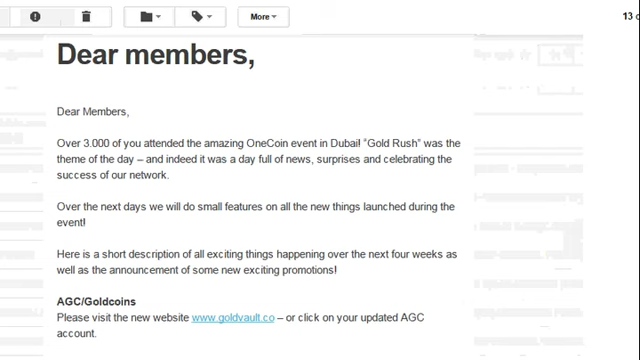 More
13 o
Dear members,
Dear Members,
Over 3.000 of you attended the amazing OneCoin event in Dubai! "Gold Rush" was the
theme of the day – and indeed it was a day full of news, surprises and celebrating the
success of our network.
Over the next days we will do small features on all the new things launched during the
event!
Here is a short description of all exciting things happening over the next four weeks as
well as the announcement of some new exciting promotions!
AGC/Goldcoins
Please visit the new website www.goldvault.co – or click on your updated AGC
account.